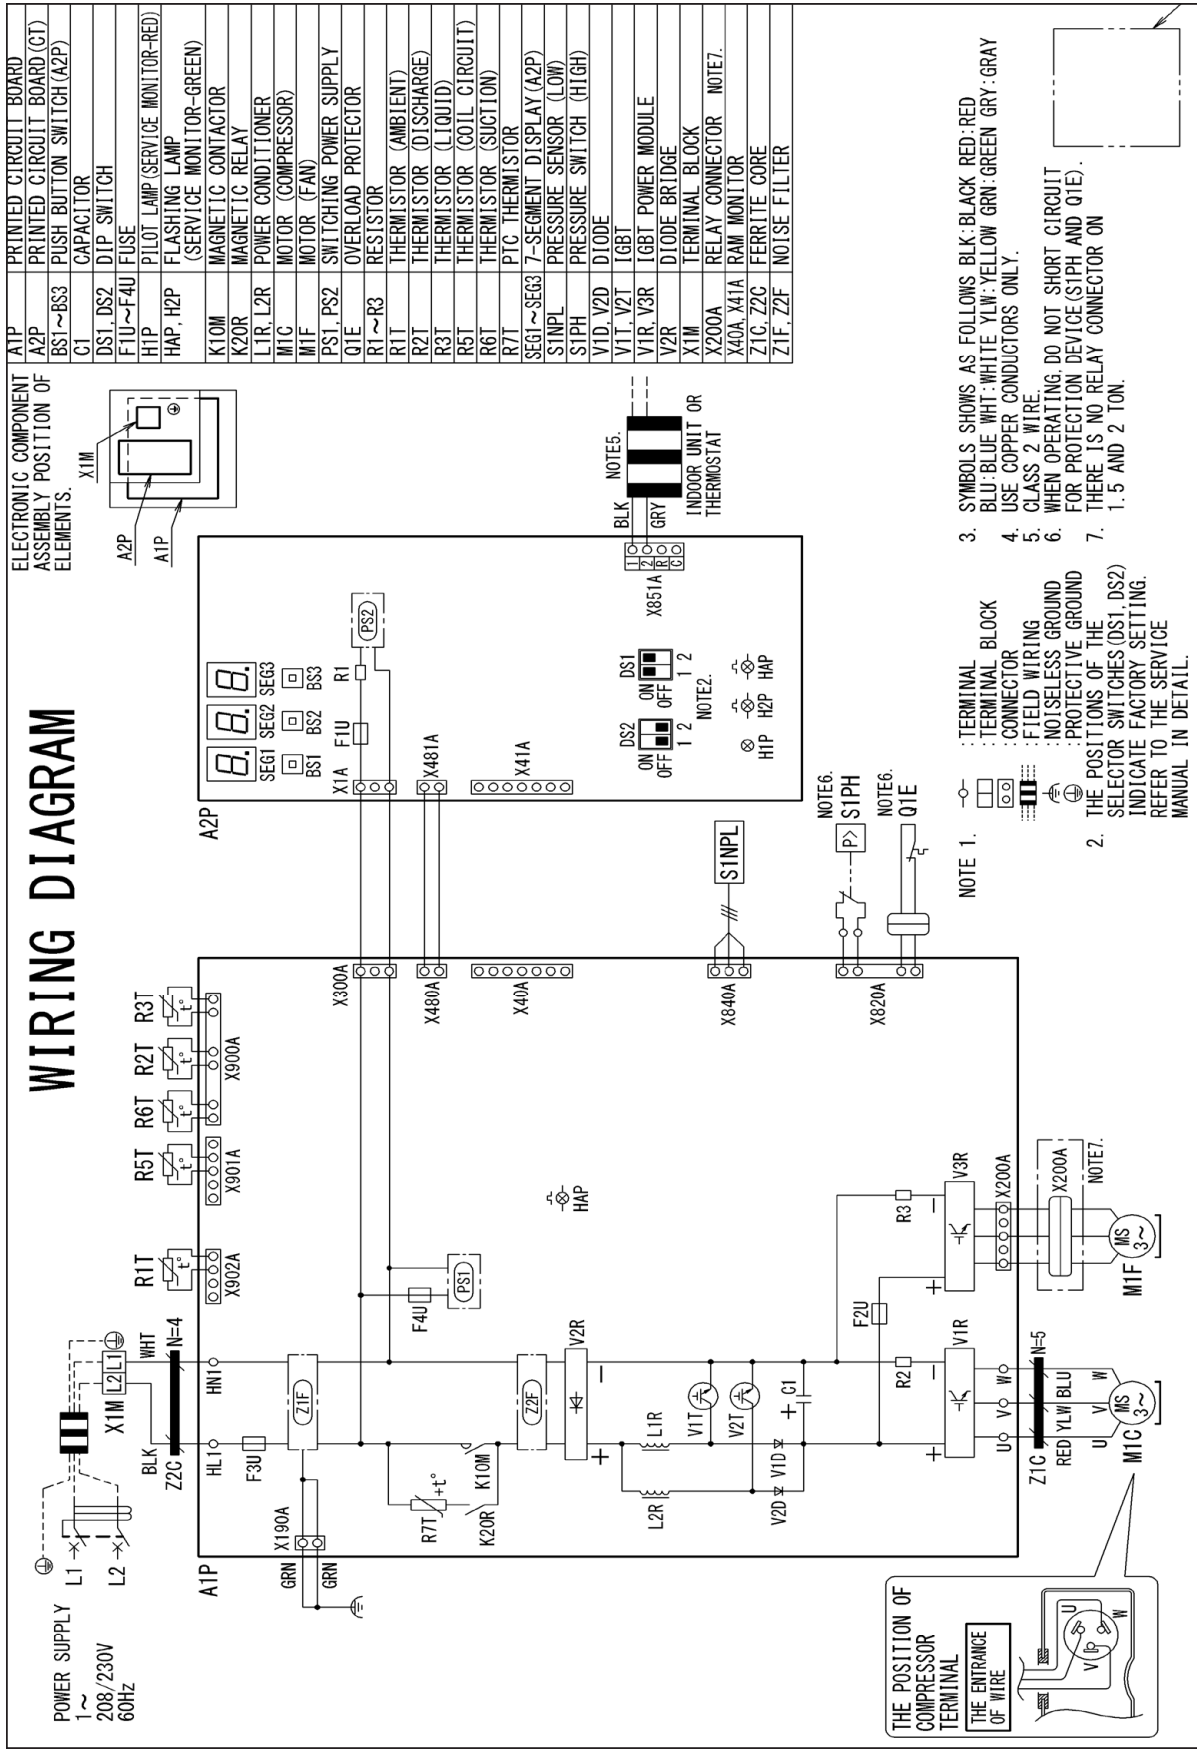 WIRING DIAGRAM
POWER SUPPLY
1~
208/230V
60Hz
L1
L2
X1M
L2 L1
BLK
WHT
Z2C
N=4
HL1
HN1
A1P
F3U
X190A
GRN
GRN
Z1F
R7T
+t°
K10M
K20R
F4U
PS1
HAP
Z2F
V2R
+
−
L1R
L2R
V1T
V2T
V1D
V2D
+
C1
R2
R3
F2U
V1R
+
−
V3R
+
−
U
V
W
X200A
Z1C
N=5
RED
YLW
BLU
U
V
W
MS
3~
M1C
X200A
NOTE7.
MS
3~
M1F
THE POSITION OF
COMPRESSOR
TERMINAL
THE ENTRANCE
OF WIRE
U
V
W
R1T
t°
X902A
R5T
t°
X901A
R6T
t°
R2T
t°
R3T
t°
X900A
X300A
X480A
X40A
X840A
X820A
S1NPL
NOTE6.
P>
S1PH
NOTE6.
Q1E
A2P
SEG1
SEG2
SEG3
BS1
BS2
BS3
X1A
F1U
R1
PS2
X481A
X41A
DS2
ON
OFF
1 2
DS1
ON
OFF
1 2
NOTE2.
H1P
H2P
HAP
X851A
1
2
R
C
BLK
GRY
NOTE5.
INDOOR UNIT OR
THERMOSTAT
ELECTRONIC COMPONENT
ASSEMBLY POSITION OF
ELEMENTS.
X1M
A2P
A1P
A1P PRINTED CIRCUIT BOARD
A2P PRINTED CIRCUIT BOARD(CT)
BS1~BS3 PUSH BUTTON SWITCH(A2P)
C1 CAPACITOR
DS1, DS2 DIP SWITCH
F1U~F4U FUSE
H1P PILOT LAMP(SERVICE MONITOR-RED)
HAP, H2P FLASHING LAMP
(SERVICE MONITOR-GREEN)
K10M MAGNETIC CONTACTOR
K20R MAGNETIC RELAY
L1R, L2R POWER CONDITIONER
M1C MOTOR (COMPRESSOR)
M1F MOTOR (FAN)
PS1, PS2 SWITCHING POWER SUPPLY
Q1E OVERLOAD PROTECTOR
R1~R3 RESISTOR
R1T THERMISTOR (AMBIENT)
R2T THERMISTOR (DISCHARGE)
R3T THERMISTOR (LIQUID)
R5T THERMISTOR (COIL CIRCUIT)
R6T THERMISTOR (SUCTION)
R7T PTC THERMISTOR
SEG1~SEG3 7-SEGMENT DISPLAY(A2P)
S1NPL PRESSURE SENSOR (LOW)
S1PH PRESSURE SWITCH (HIGH)
V1D, V2D DIODE
V1T, V2T IGBT
V1R, V3R IGBT POWER MODULE
V2R DIODE BRIDGE
X1M TERMINAL BLOCK
X200A RELAY CONNECTOR NOTE7.
X40A, X41A RAM MONITOR
Z1C, Z2C FERRITE CORE
Z1F, Z2F NOISE FILTER
NOTE 1.
:TERMINAL
:TERMINAL BLOCK
:CONNECTOR
:FIELD WIRING
:NOISELESS GROUND
:PROTECTIVE GROUND
2. THE POSITIONS OF THE
SELECTOR SWITCHES(DS1, DS2)
INDICATE FACTORY SETTING.
REFER TO THE SERVICE
MANUAL IN DETAIL.
3. SYMBOLS SHOWS AS FOLLOWS BLK:BLACK RED:RED
BLU:BLUE WHT:WHITE YLW:YELLOW GRN:GREEN GRY:GRAY
4. USE COPPER CONDUCTORS ONLY.
5. CLASS 2 WIRE.
6. WHEN OPERATING, DO NOT SHORT CIRCUIT
FOR PROTECTION DEVICE(S1PH AND Q1E).
7. THERE IS NO RELAY CONNECTOR ON
1.5 AND 2 TON.